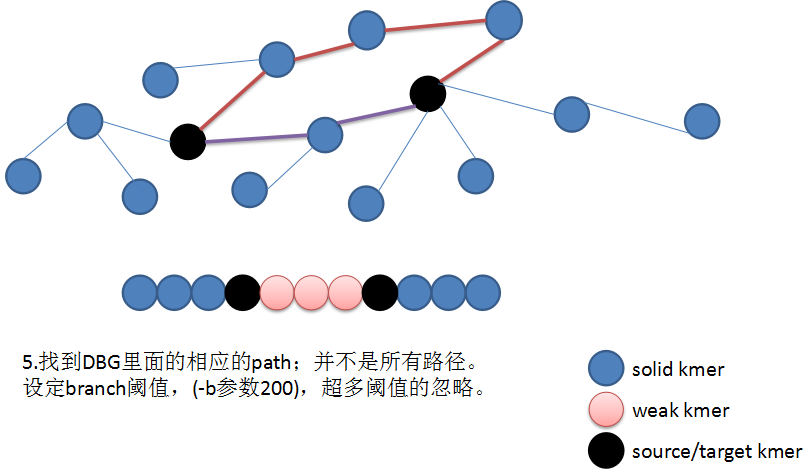 5.找到DBG里面的相应的path；并不是所有路径。
设定branch阈值，(-b参数200)，超多阈值的忽略。
solid kmer
weak kmer
source/target kmer